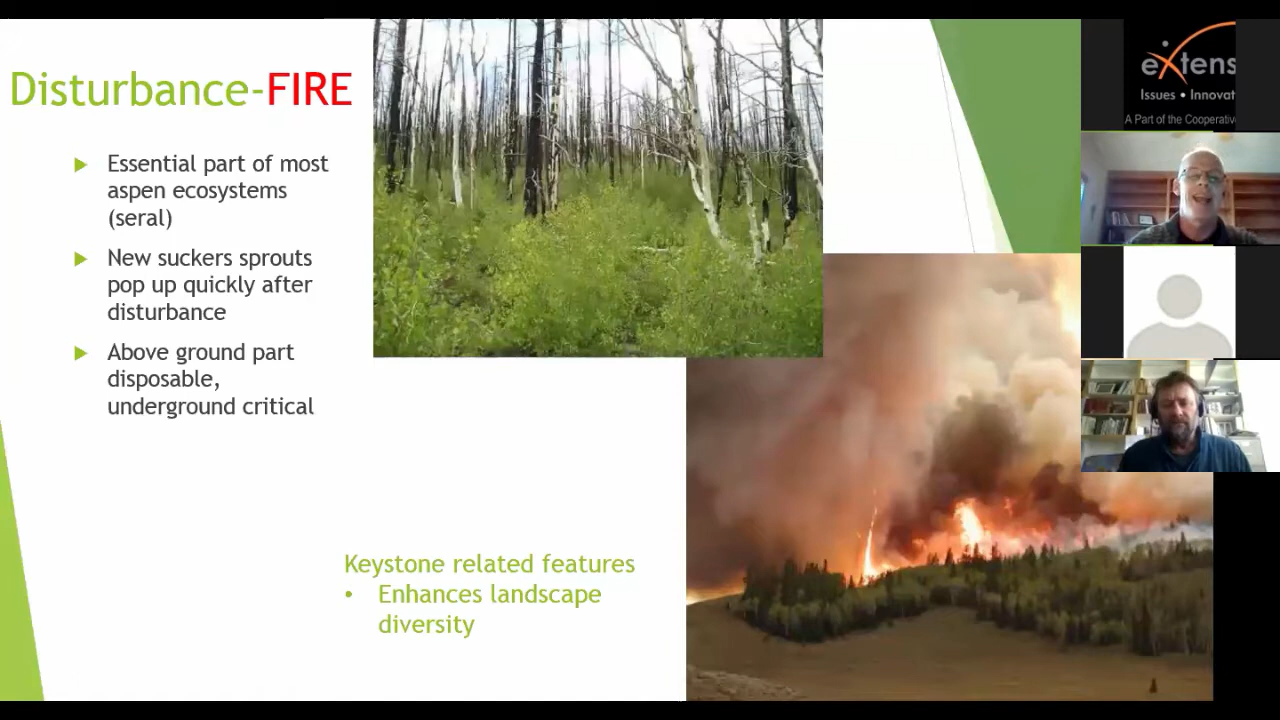 Disturbance-FIRE
Essential part of most
aspen ecosystems
(seral)
New suckers sprouts
pop up quickly after
disturbance
Above ground part
disposable,
underground critical
Keystone related features
• Enhances landscape
diversity
eXtens
Issues • Innovat
A Part of the Cooperativ